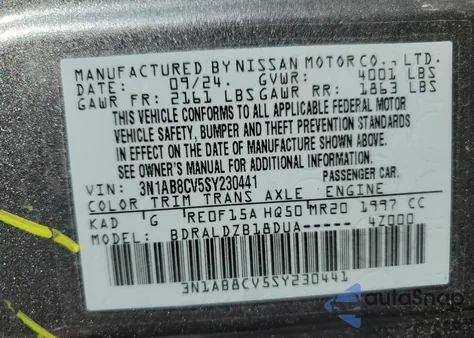 MANUFACTURED BY NISSAN MOTOR CO., LTD.
DATE: 09/24. GVWR: 4001 LBS
GAWR FR: 2161 LBS GAWR RR: 1863 LBS
THIS VEHICLE CONFORMS TO ALL APPLICABLE FEDERAL MOTOR
VEHICLE SAFETY, BUMPER AND THEFT PREVENTION STANDARDS
IN EFFECT ON THE DATE OF MANUFACTURE SHOWN ABOVE.
SEE OWNER'S MANUAL FOR ADDITIONAL INFORMATION.
VIN: 3N1AB8CV5SY230441 PASSENGER CAR.
COLOR TRIM TRANS AXLE ENGINE
KAD 'G RE0F15A HQ50 MR20 1997 CC
MODEL: BDRALDZB18DUA----- 4Z000
3N1AB8CV5SY230441
autoSnap